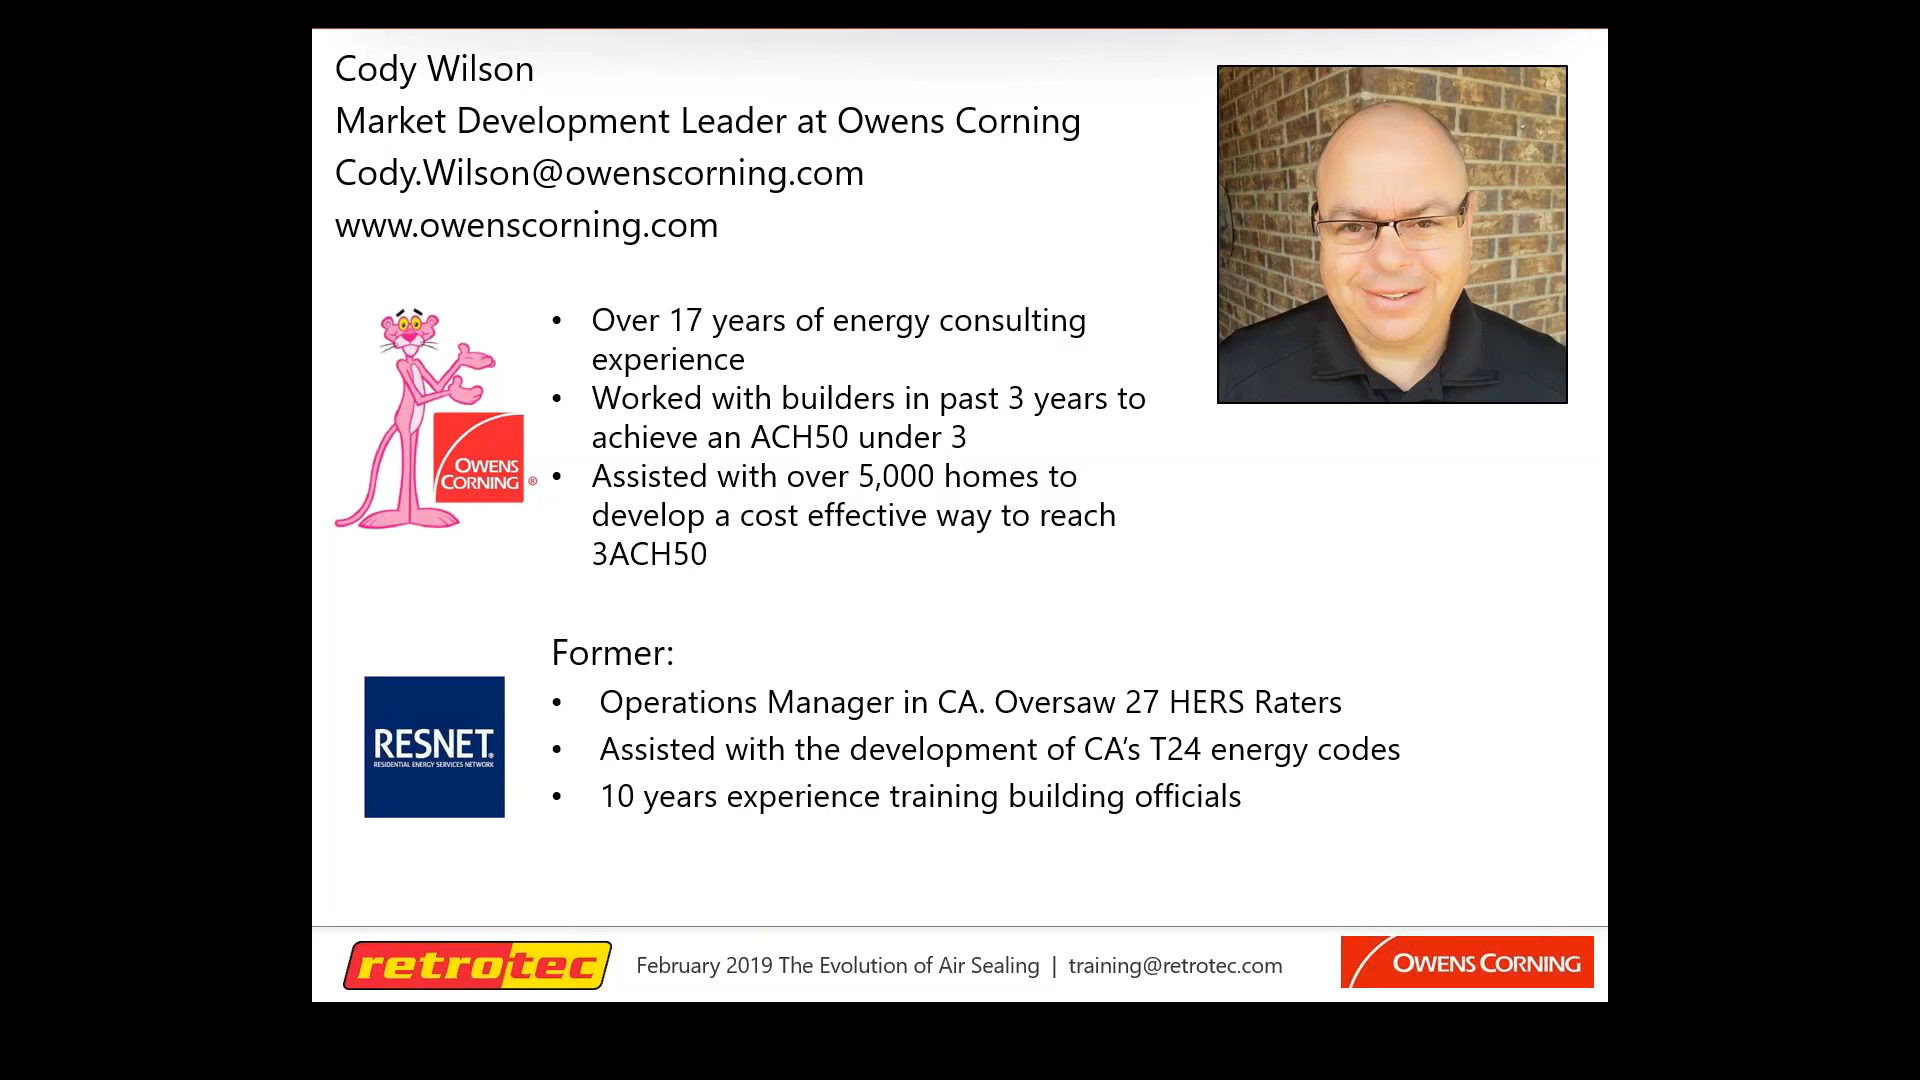 Cody Wilson
Market Development Leader at Owens Corning
Cody.Wilson@owenscorning.com
www.owenscorning.com
• Over 17 years of energy consulting
experience
• Worked with builders in past 3 years to
achieve an ACH50 under 3
• Assisted with over 5,000 homes to
develop a cost effective way to reach
3ACH50
OWENS
CORNING ®
Former:
• Operations Manager in CA. Oversaw 27 HERS Raters
• Assisted with the development of CA’s T24 energy codes
• 10 years experience training building officials
RESNET®
RESIDENTIAL ENERGY SERVICES NETWORK
retrotec
February 2019 The Evolution of Air Sealing | training@retrotec.com
OWENS CORNING